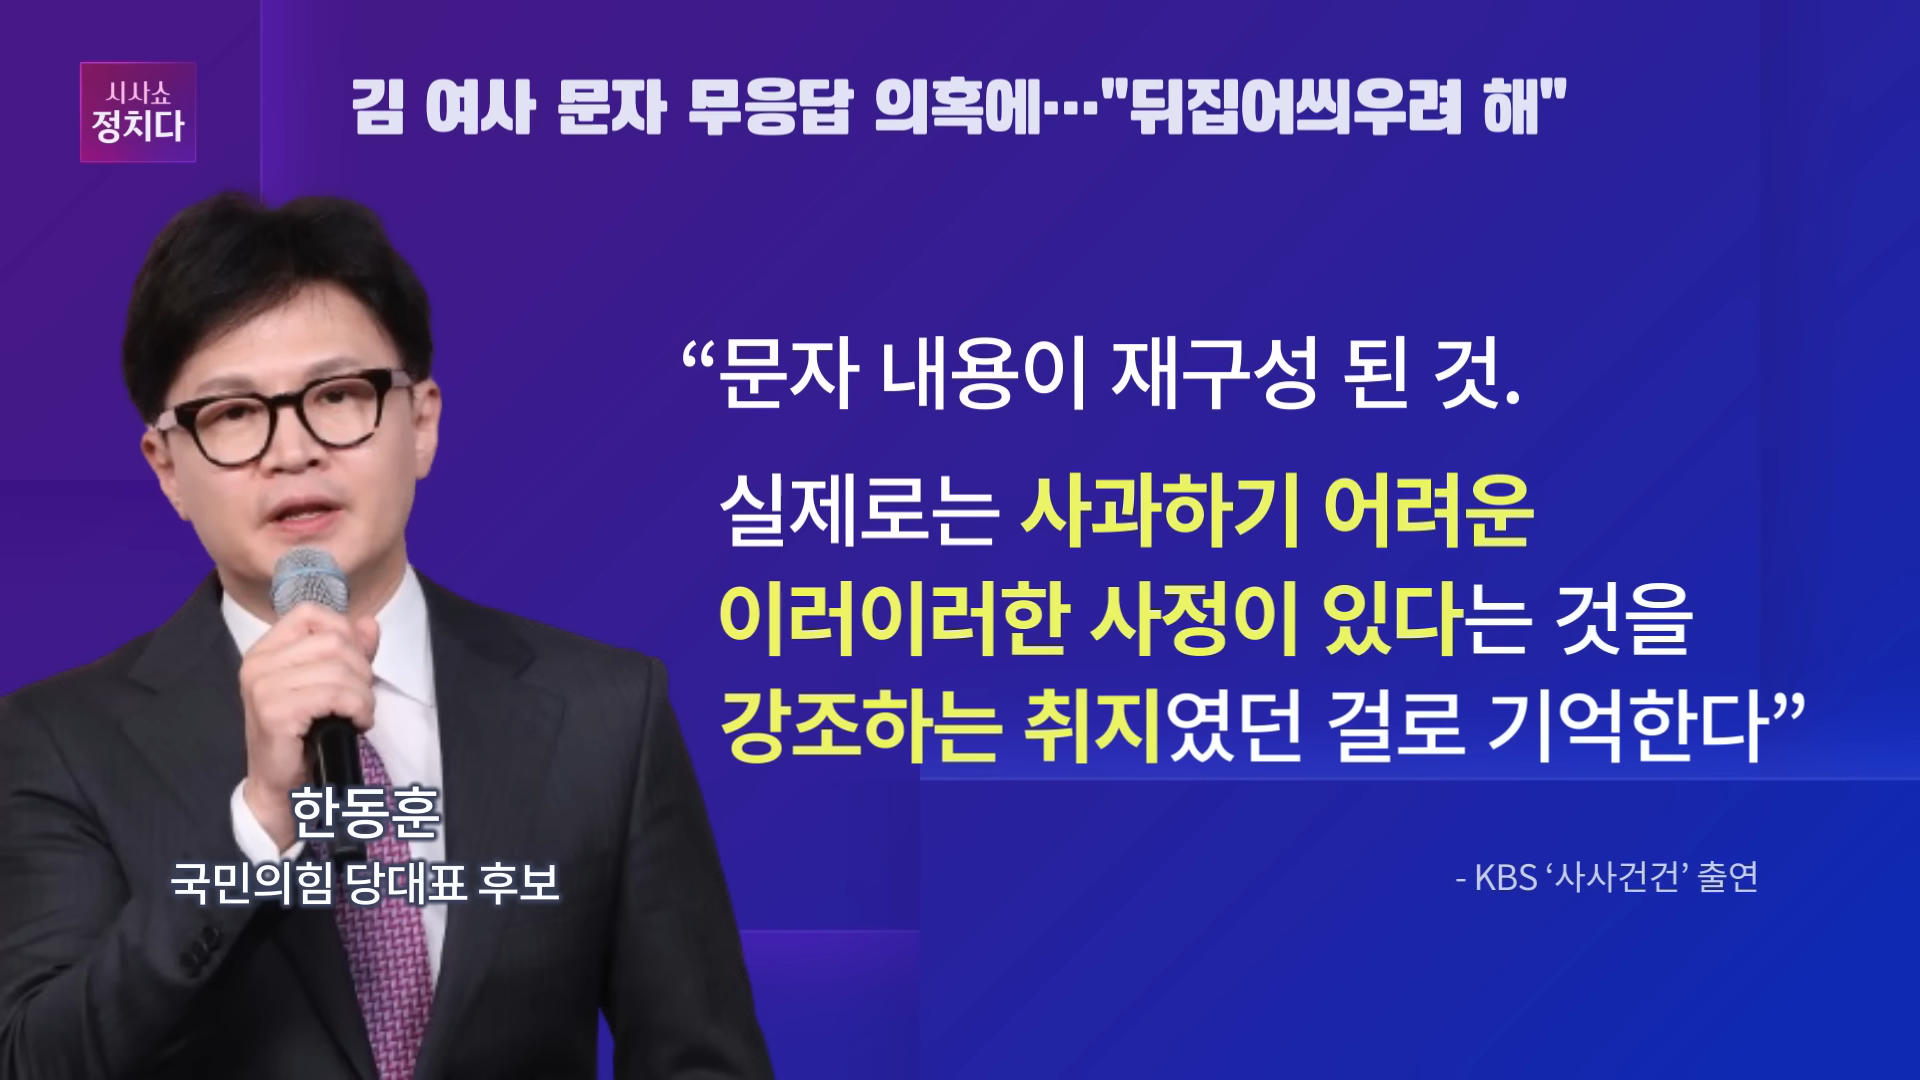 시사쇼
정치다
김 여사 문자 무응답 의혹에…"뒤집어씌우려 해"
“문자 내용이 재구성 된 것.
실제로는 사과하기 어려운
이러이러한 사정이 있다는 것을
강조하는 취지였던 걸로 기억한다”
한동훈
국민의힘 당대표 후보
- KBS ‘사사건건’ 출연